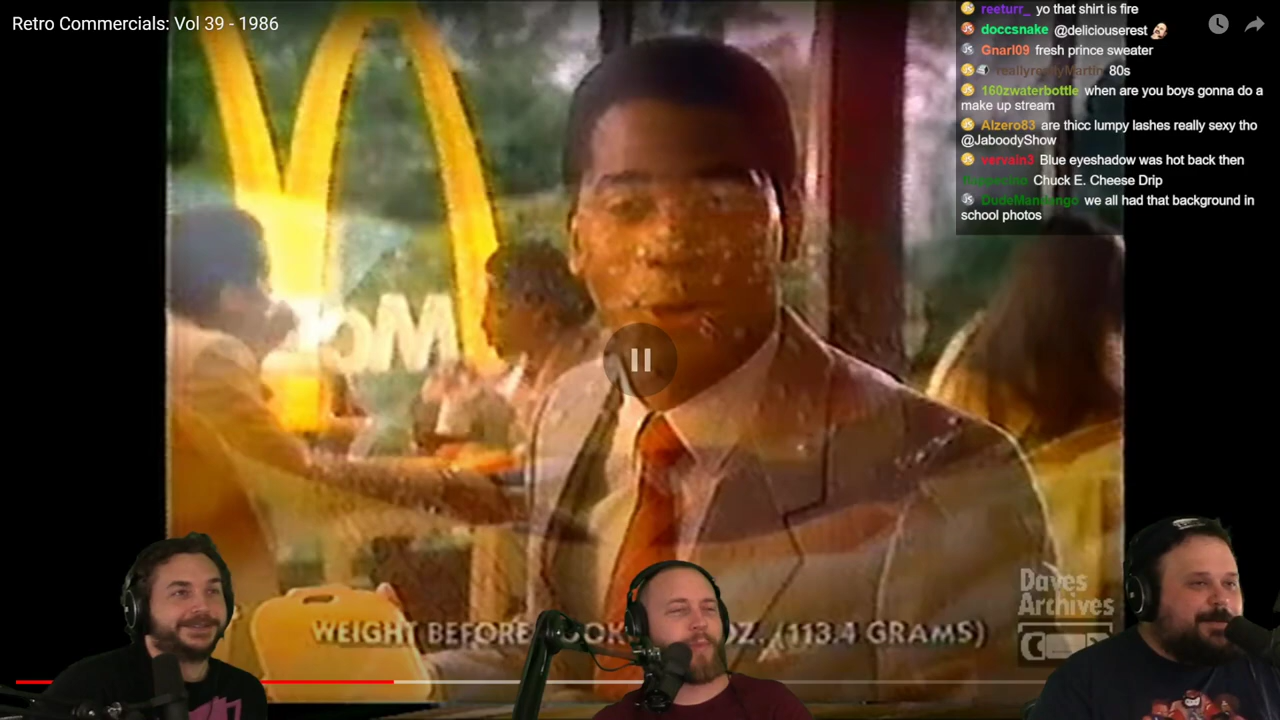 Retro Commercials: Vol 39 - 1986
reeturr_ yo that shirt is fire
doccsnake @deliciouserest
Gnarl09 fresh prince sweater
80s
160zwaterbottle when are you boys gonna do a
make up stream
Alzero83 are thicc lumpy lashes really sexy tho
@JaboodyShow
vervain3 Blue eyeshadow was hot back then
Chuck E. Cheese Drip
we all had that background in
school photos
McD
WEIGHT BEFORE OZ. (113.4 GRAMS)
Daves
Archives